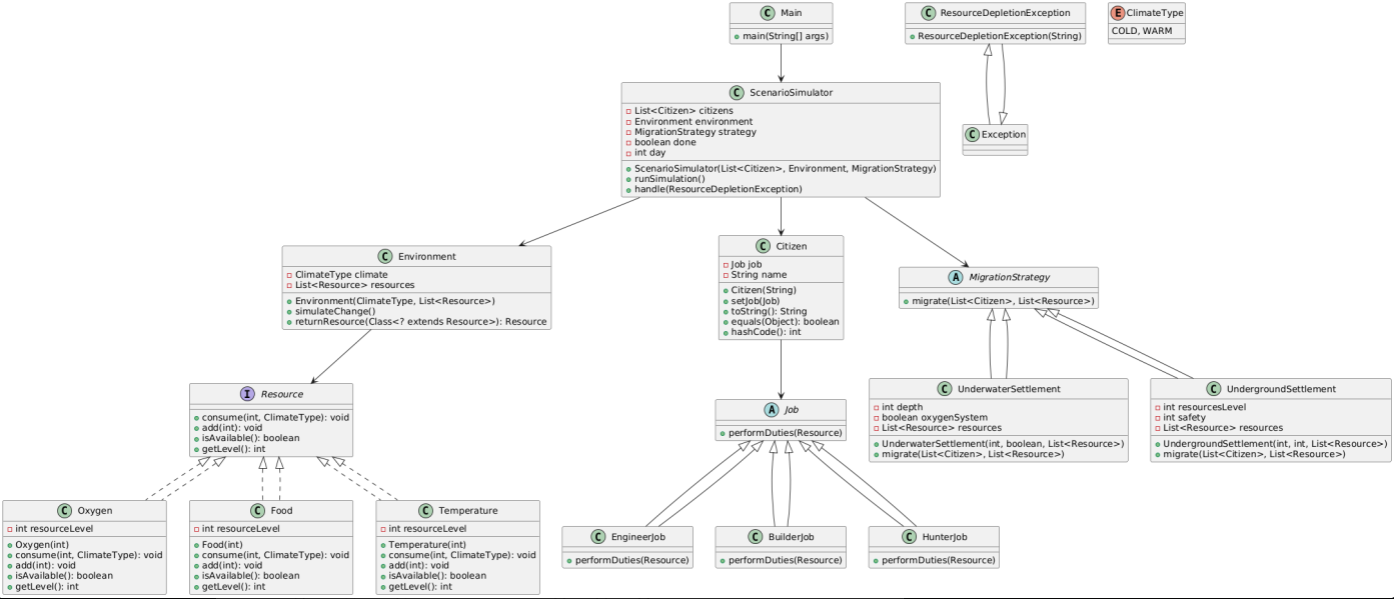 C Main
main(String[] args)
C ResourceDepletionException
ResourceDepletionException(String)
E ClimateType
COLD, WARM
C Exception
C ScenarioSimulator
List<Citizen> citizens
Environment environment
MigrationStrategy strategy
boolean done
int day
ScenarioSimulator(List<Citizen>, Environment, MigrationStrategy)
runSimulation()
handle(ResourceDepletionException)
C Environment
ClimateType climate
List<Resource> resources
Environment(ClimateType, List<Resource>)
simulateChange()
returnResource(Class<? extends Resource>): Resource
C Citizen
Job job
String name
Citizen(String)
setJob(Job)
toString(): String
equals(Object): boolean
hashCode(): int
A MigrationStrategy
migrate(List<Citizen>, List<Resource>)
I Resource
consume(int, ClimateType): void
add(int): void
isAvailable(): boolean
getLevel(): int
A Job
performDuties(Resource)
C UnderwaterSettlement
int depth
boolean oxygenSystem
List<Resource> resources
UnderwaterSettlement(int, boolean, List<Resource>)
migrate(List<Citizen>, List<Resource>)
C UndergroundSettlement
int resourcesLevel
int safety
List<Resource> resources
UndergroundSettlement(int, int, List<Resource>)
migrate(List<Citizen>, List<Resource>)
C Oxygen
int resourceLevel
Oxygen(int)
consume(int, ClimateType): void
add(int): void
isAvailable(): boolean
getLevel(): int
C Food
int resourceLevel
Food(int)
consume(int, ClimateType): void
add(int): void
isAvailable(): boolean
getLevel(): int
C Temperature
int resourceLevel
Temperature(int)
consume(int, ClimateType): void
add(int): void
isAvailable(): boolean
getLevel(): int
C EngineerJob
performDuties(Resource)
C BuilderJob
performDuties(Resource)
C HunterJob
performDuties(Resource)